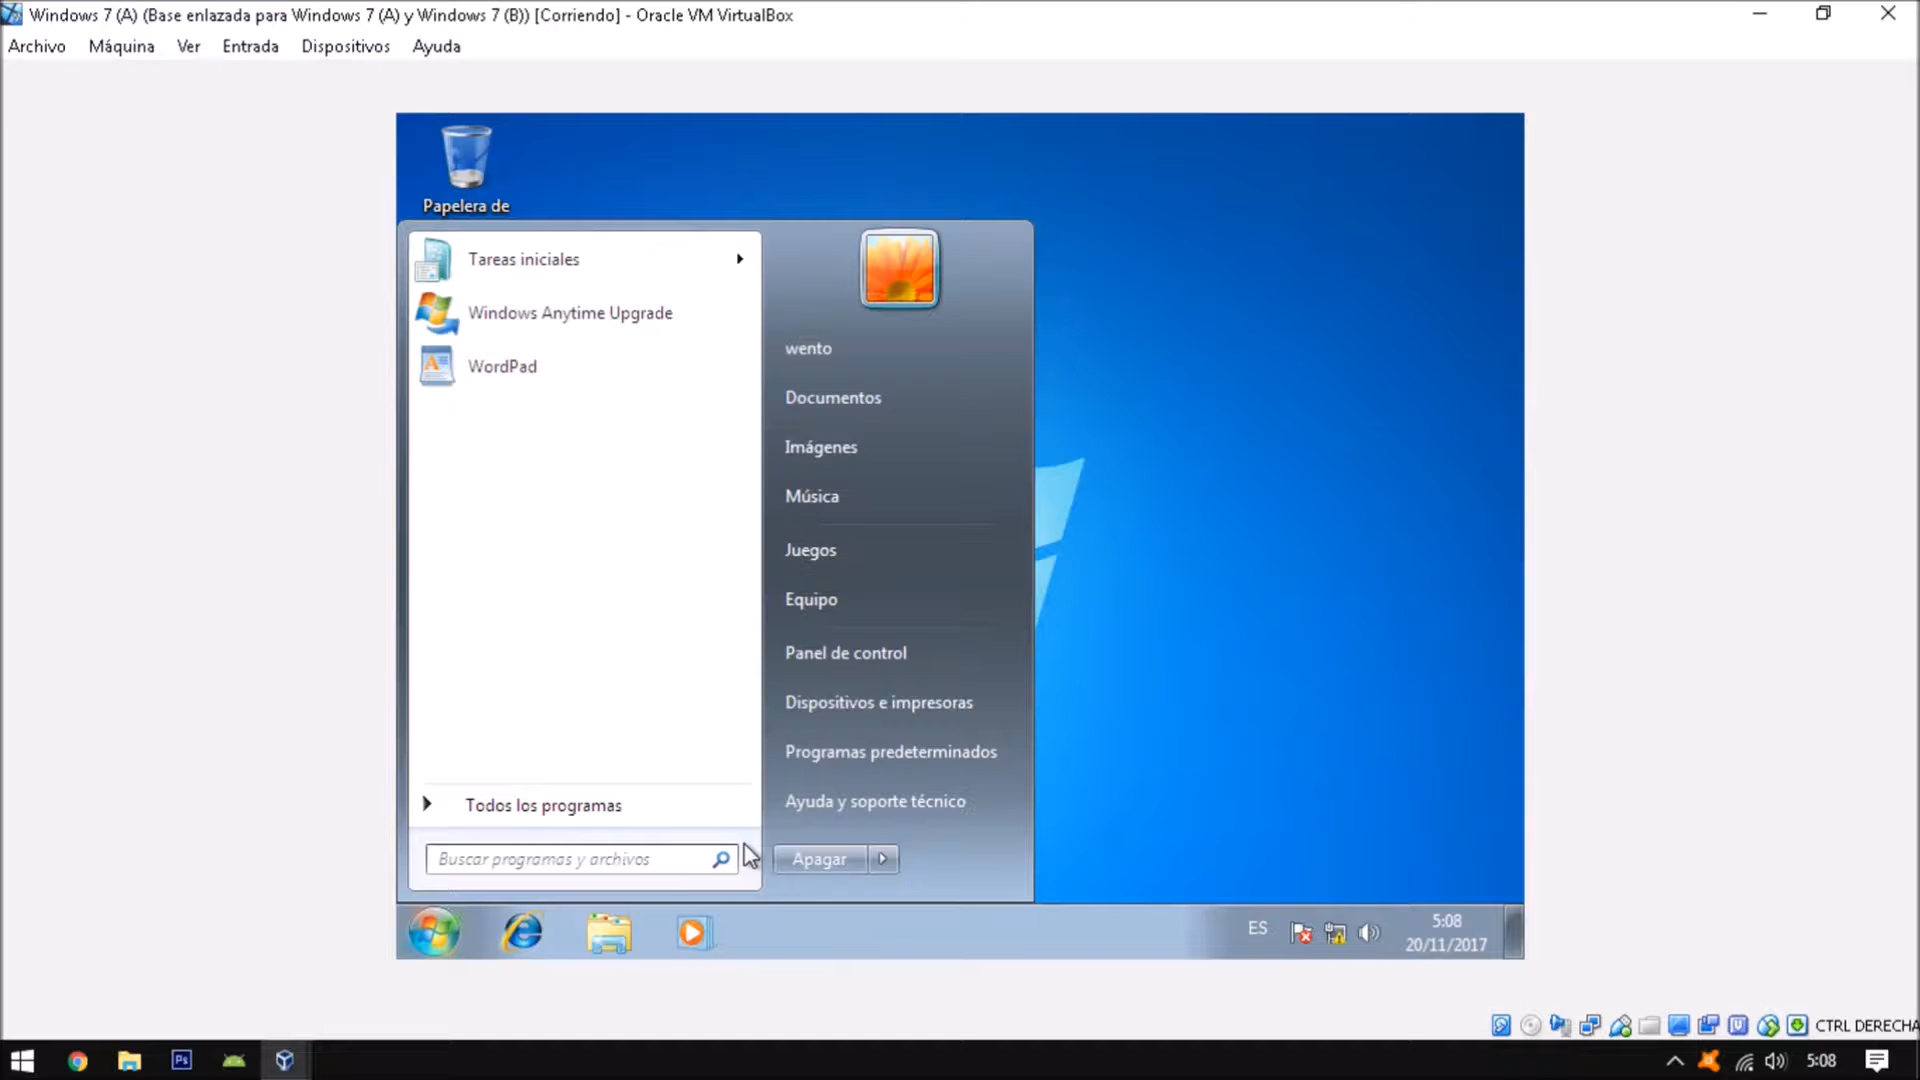 Windows 7 (A) (Base enlazada para Windows 7 (A) y Windows 7 (B)) [Corriendo] - Oracle VM VirtualBox
Archivo Máquina Ver Entrada Dispositivos Ayuda
Papelera de
Tareas iniciales
Windows Anytime Upgrade
WordPad
Todos los programas
Buscar programas y archivos
wento
Documentos
Imágenes
Música
Juegos
Equipo
Panel de control
Dispositivos e impresoras
Programas predeterminados
Ayuda y soporte técnico
Apagar
ES
5:08
20/11/2017
CTRL DERECHA
Ps
5:08